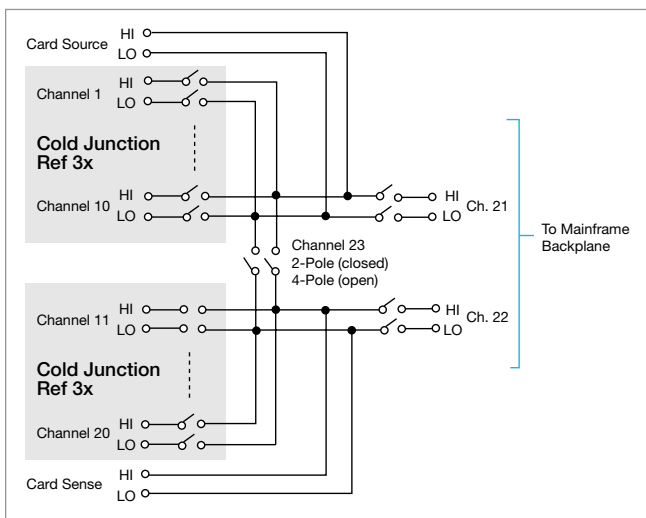 Card Source
HI
LO
Channel 1
HI
LO
Cold Junction
Ref 3x
Channel 10
HI
LO
HI
LO
Ch. 21
To Mainframe
Backplane
Channel 23
2-Pole (closed)
4-Pole (open)
Channel 11
HI
LO
HI
LO
Ch. 22
Cold Junction
Ref 3x
Channel 20
HI
LO
Card Sense
HI
LO